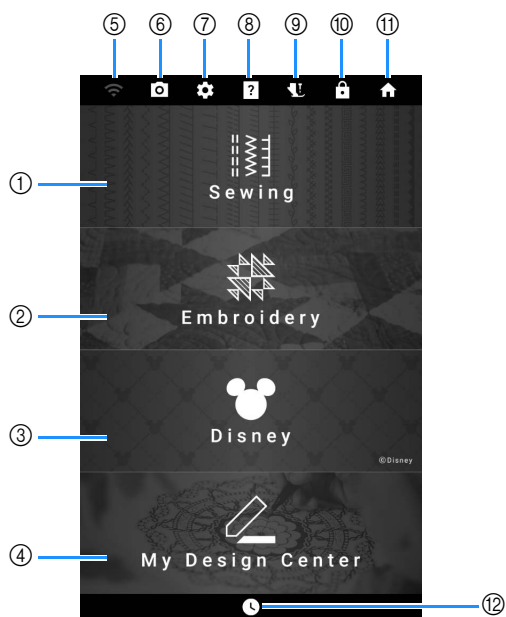 ⑤ ⑥ ⑦ ⑧ ⑨ ⑩ ⑪
?
①
Sewing
②
Embroidery
③
Disney
©Disney
④
My Design Center
⑫